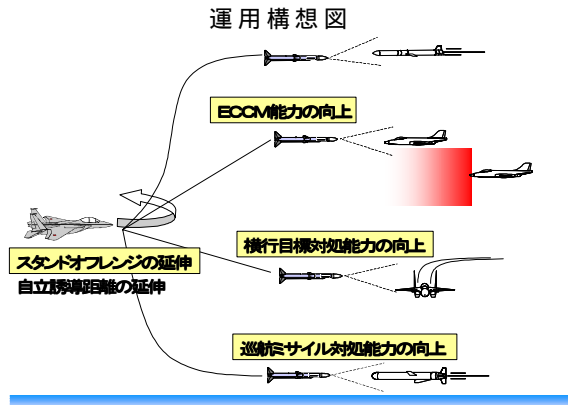 運用構想図
ECCM能力の向上
横行目標対処能力の向上
スタンドオフレンジの延伸
自立誘導距離の延伸
巡航ミサイル対処能力の向上